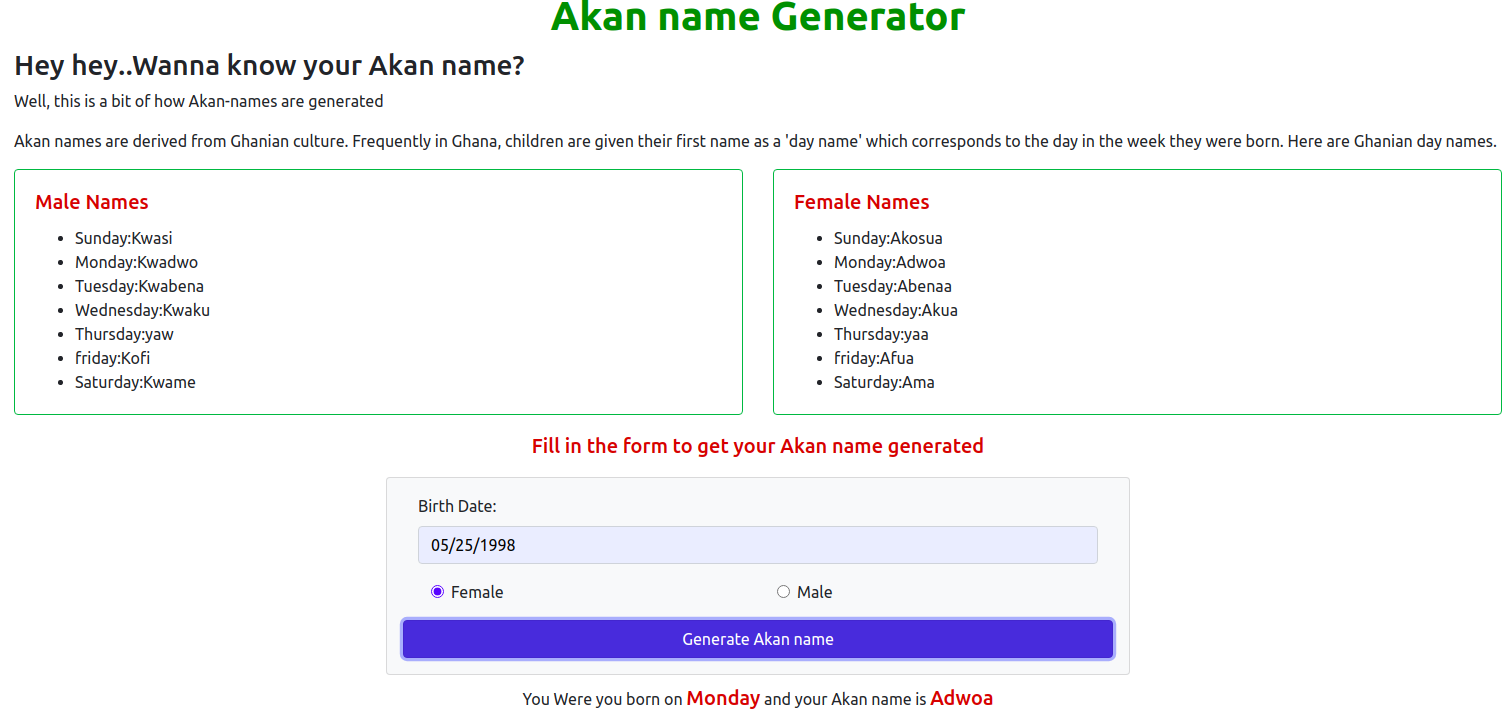 Akan name Generator
Hey hey..Wanna know your Akan name?
Well, this is a bit of how Akan-names are generated
Akan names are derived from Ghanian culture. Frequently in Ghana, children are given their first name as a 'day name' which corresponds to the day in the week they were born. Here are Ghanian day names.
Male Names
Sunday:Kwasi
Monday:Kwadwo
Tuesday:Kwabena
Wednesday:Kwaku
Thursday:yaw
friday:Kofi
Saturday:Kwame
Female Names
Sunday:Akosua
Monday:Adwoa
Tuesday:Abenaa
Wednesday:Akua
Thursday:yaa
friday:Afua
Saturday:Ama
Fill in the form to get your Akan name generated
Birth Date:
05/25/1998
Female
Male
Generate Akan name
You Were you born on Monday and your Akan name is Adwoa